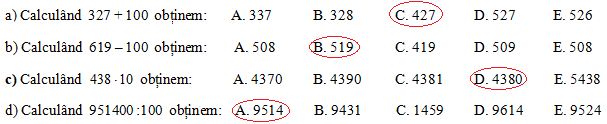 a) Calculând 327 + 100 obținem: A. 337 B. 328 C. 427 D. 527 E. 526
b) Calculând 619 – 100 obținem: A. 508 B. 519 C. 419 D. 509 E. 508
c) Calculând 438 · 10 obținem: A. 4370 B. 4390 C. 4381 D. 4380 E. 5438
d) Calculând 951400 :100 obținem: A. 9514 B. 9431 C. 1459 D. 9614 E. 9524